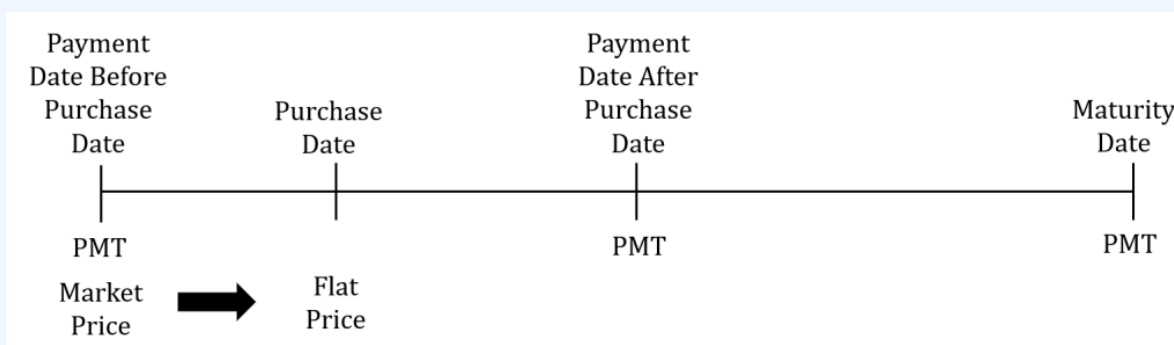 Payment
Date Before
Purchase
Date
Purchase
Date
Payment
Date After
Purchase
Date
Maturity
Date
PMT
PMT
PMT
Market
Price
Flat
Price